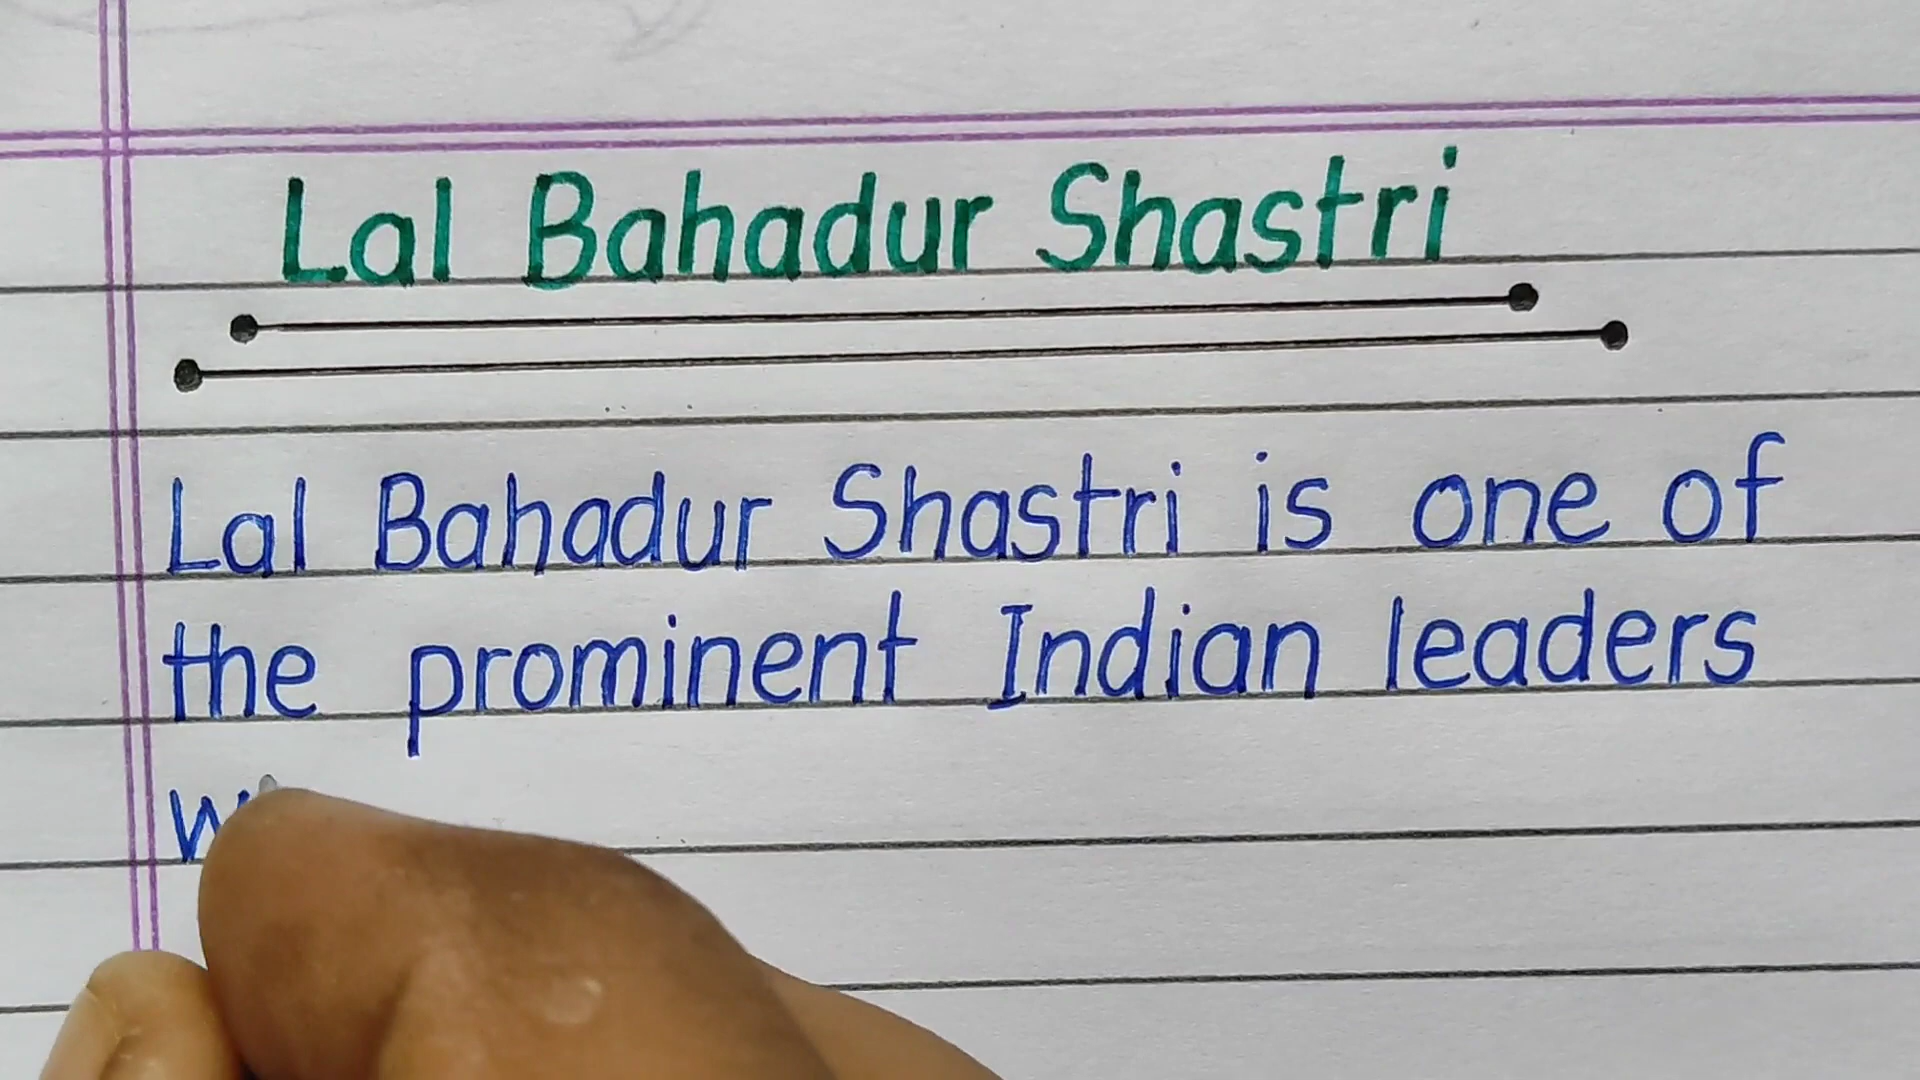 Lal Bahadur Shastri
Lal Bahadur Shastri is one of
the prominent Indian leaders